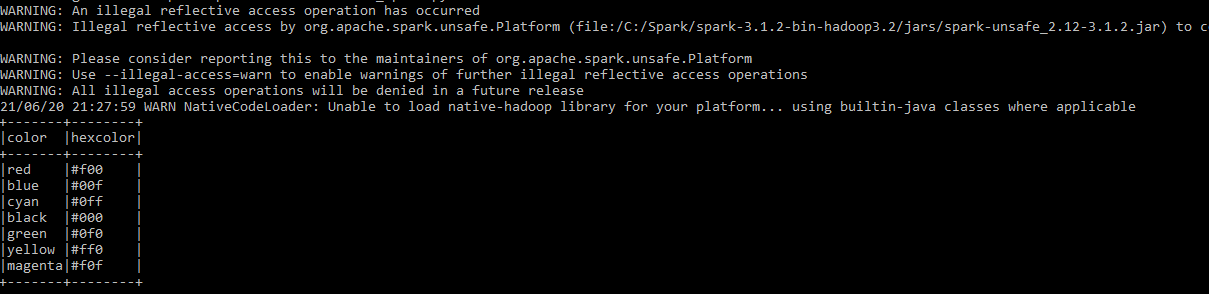 WARNING: An illegal reflective access operation has occurred
WARNING: Illegal reflective access by org.apache.spark.unsafe.Platform (file:/C:/Spark/spark-3.1.2-bin-hadoop3.2/jars/spark-unsafe_2.12-3.1.2.jar) to c
WARNING: Please consider reporting this to the maintainers of org.apache.spark.unsafe.Platform
WARNING: Use --illegal-access=warn to enable warnings of further illegal reflective access operations
WARNING: All illegal access operations will be denied in a future release
21/06/20 21:27:59 WARN NativeCodeLoader: Unable to load native-hadoop library for your platform... using builtin-java classes where applicable
+-------+--------+
|color  |hexcolor|
+-------+--------+
|red    |#f00    |
|blue   |#00f    |
|cyan   |#0ff    |
|black  |#000    |
|green  |#0f0    |
|yellow |#ff0    |
|magenta|#f0f    |
+-------+--------+